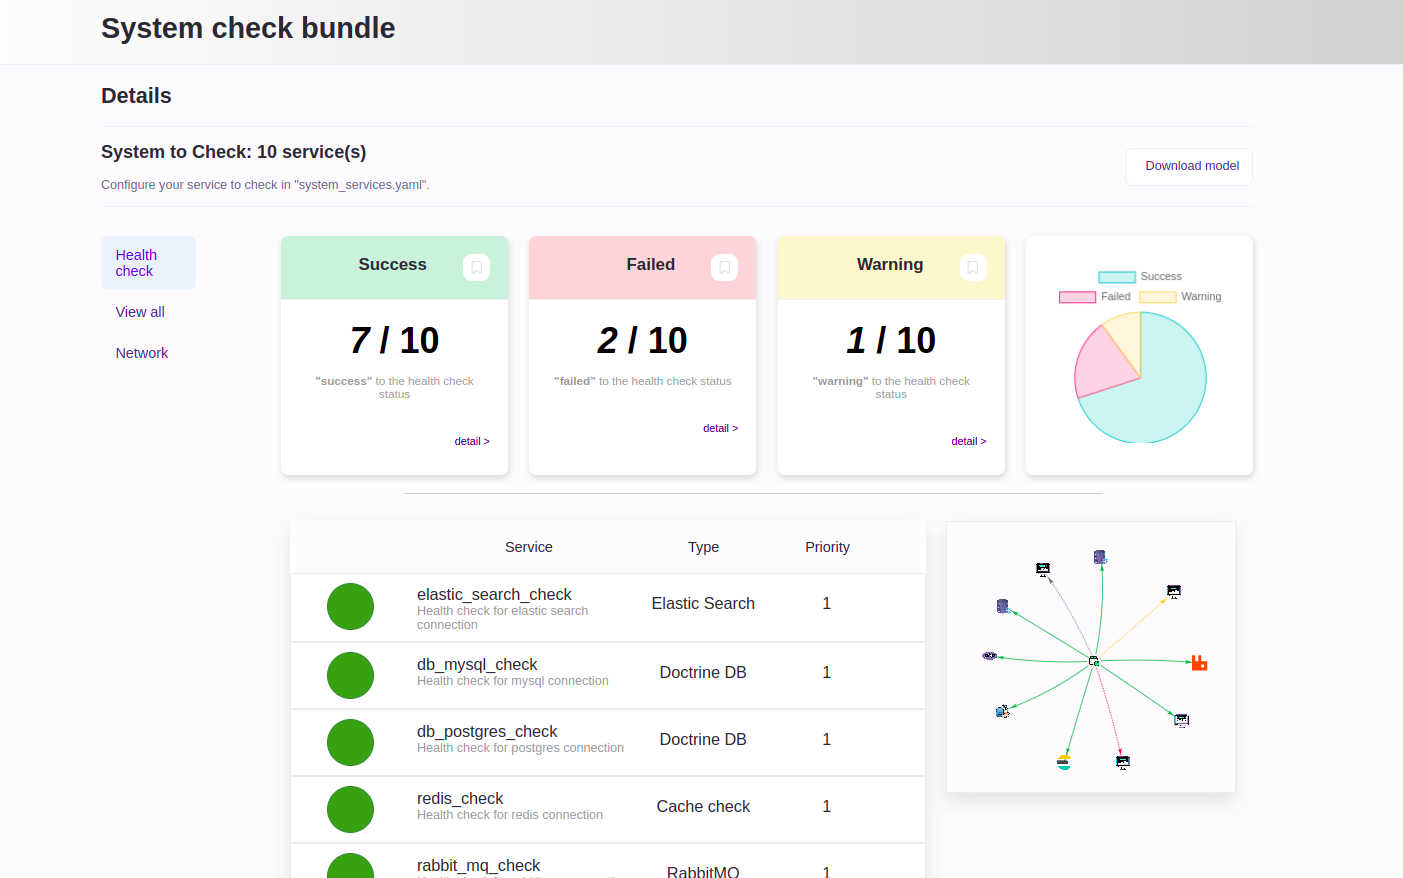 System check bundle
Details
System to Check: 10 service(s)
Configure your service to check in "system_services.yaml".
Download model
Health
check
View all
Network
Success
7 / 10
"success" to the health check
status
detail >
Failed
2 / 10
"failed" to the health check status
detail >
Warning
1 / 10
"warning" to the health check
status
detail >
Success
Failed Warning
Service Type Priority
elastic_search_check
Health check for elastic search
connection
Elastic Search
1
db_mysql_check
Health check for mysql connection
Doctrine DB
1
db_postgres_check
Health check for postgres connection
Doctrine DB
1
redis_check
Health check for redis connection
Cache check
1
rabbit_mq_check
RabbitMQ
1